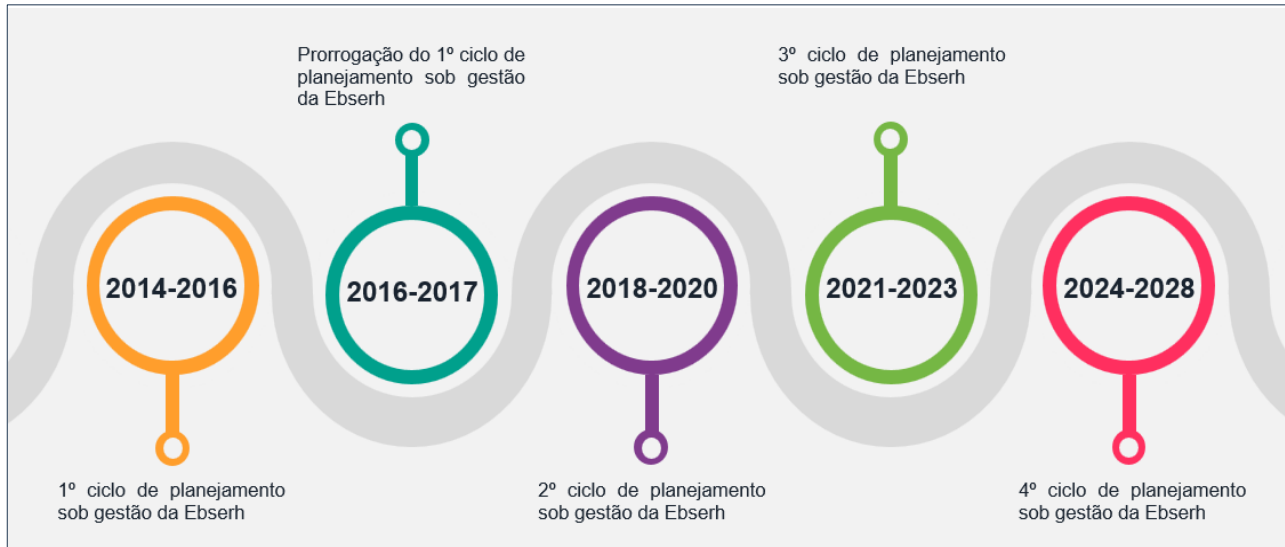 Prorrogação do 1º ciclo de
planejamento sob gestão
da Ebserh
3º ciclo de planejamento
sob gestão da Ebserh
2014-2016
2016-2017
2018-2020
2021-2023
2024-2028
1º ciclo de planejamento
sob gestão da Ebserh
2º ciclo de planejamento
sob gestão da Ebserh
4º ciclo de planejamento
sob gestão da Ebserh